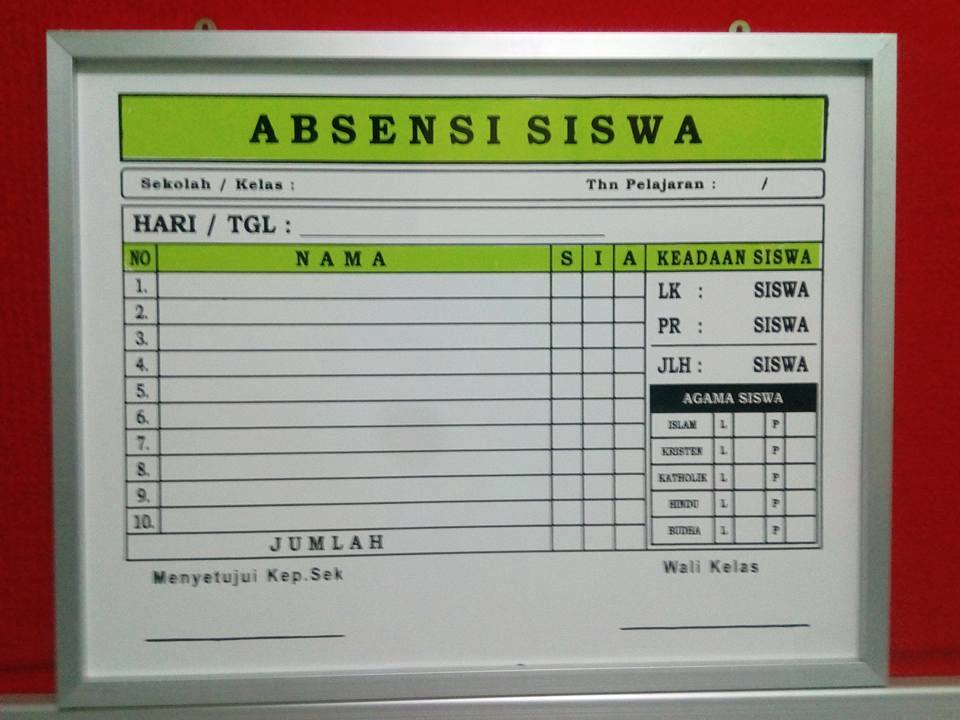 ABSENSI SISWA
Sekolah / Kelas : Thn Pelajaran : /
HARI / TGL :
NO NAMA S I A KEADAAN SISWA
1.
2.
3.
4.
5.
6.
7.
8.
9.
10.
JUMLAH
LK : SISWA
PR : SISWA
JLH : SISWA
AGAMA SISWA
ISLAM L P
KRISTEN L P
KATHOLIK L P
HINDU L P
BUDHA L P
Menyetujui Kep.Sek
Wali Kelas